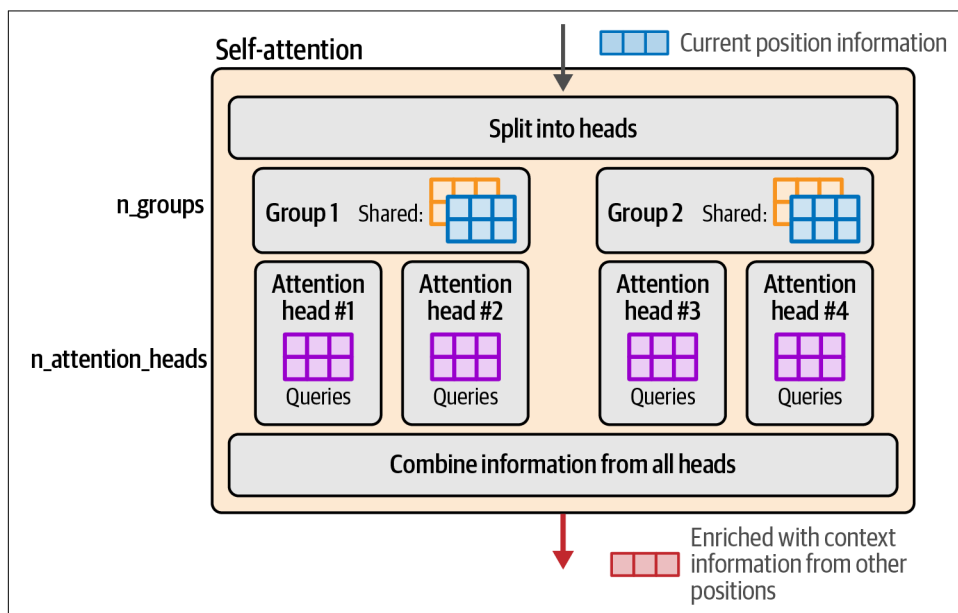 Self-attention
Current position information
Split into heads
n_groups
Group 1 Shared:
Group 2 Shared:
n_attention_heads
Attention
head #1
Queries
Attention
head #2
Queries
Attention
head #3
Queries
Attention
head #4
Queries
Combine information from all heads
Enriched with context
information from other
positions